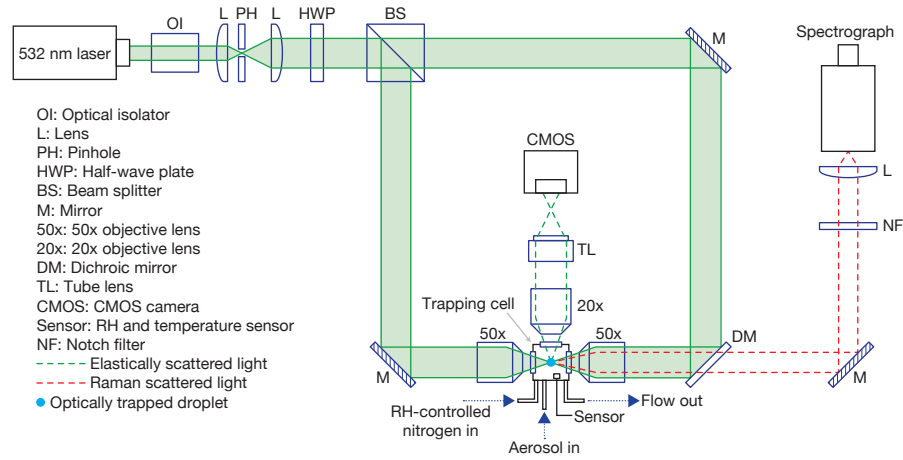 OI
L
PH
L
HWP
BS
M
Spectrograph
532 nm laser
OI: Optical isolator
L: Lens
PH: Pinhole
HWP: Half-wave plate
BS: Beam splitter
M: Mirror
50x: 50x objective lens
20x: 20x objective lens
DM: Dichroic mirror
TL: Tube lens
CMOS: CMOS camera
Sensor: RH and temperature sensor
NF: Notch filter
Elastically scattered light
Raman scattered light
Optically trapped droplet
CMOS
L
NF
TL
Trapping cell
20x
50x
50x
DM
M
M
RH-controlled
nitrogen in
Sensor
Flow out
Aerosol in